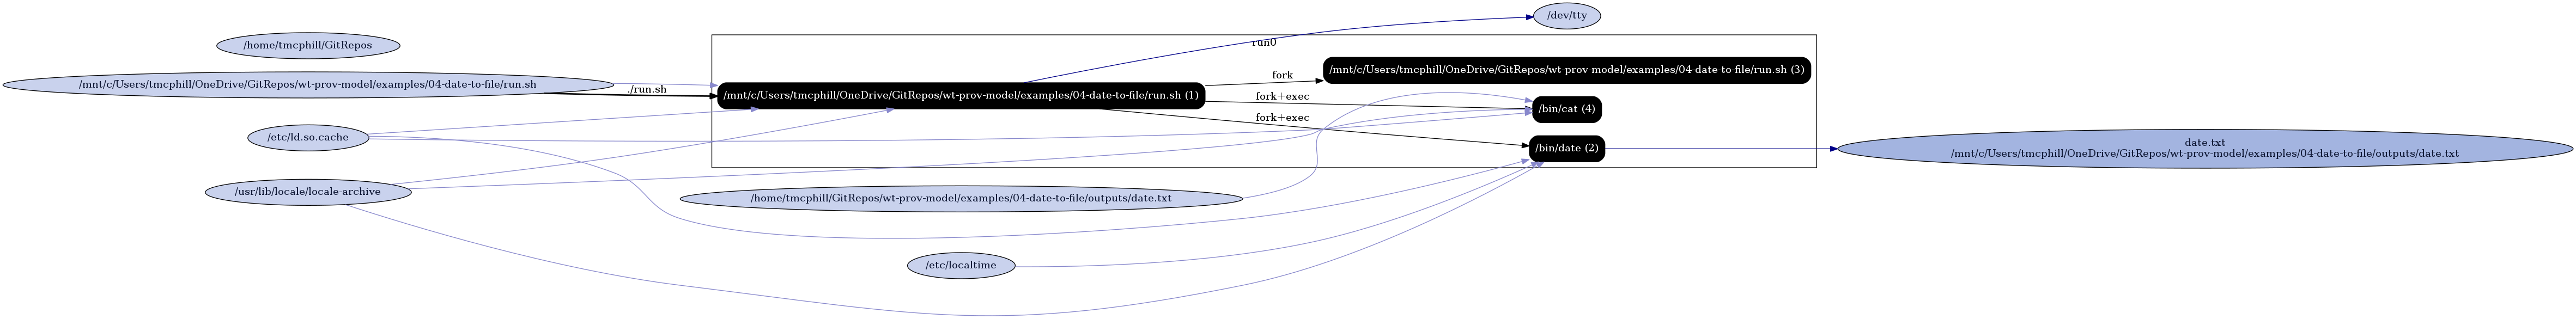 /dev/tty
/home/tmcphill/GitRepos
run0
/mnt/c/Users/tmcphill/OneDrive/GitRepos/wt-prov-model/examples/04-date-to-file/run.sh
./run.sh
/mnt/c/Users/tmcphill/OneDrive/GitRepos/wt-prov-model/examples/04-date-to-file/run.sh (1)
fork
/mnt/c/Users/tmcphill/OneDrive/GitRepos/wt-prov-model/examples/04-date-to-file/run.sh (3)
fork+exec
/bin/cat (4)
fork+exec
/bin/date (2)
/etc/ld.so.cache
date.txt
/mnt/c/Users/tmcphill/OneDrive/GitRepos/wt-prov-model/examples/04-date-to-file/outputs/date.txt
/usr/lib/locale/locale-archive
/home/tmcphill/GitRepos/wt-prov-model/examples/04-date-to-file/outputs/date.txt
/etc/localtime